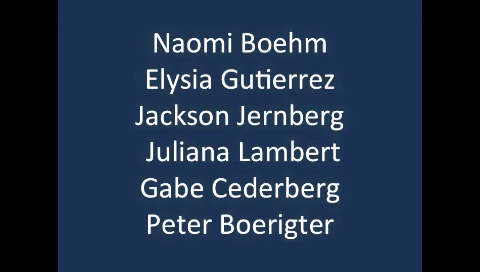 Naomi Boehm
Elysia Gutierrez
Jackson Jernberg
Juliana Lambert
Gabe Cederberg
Peter Boerigter